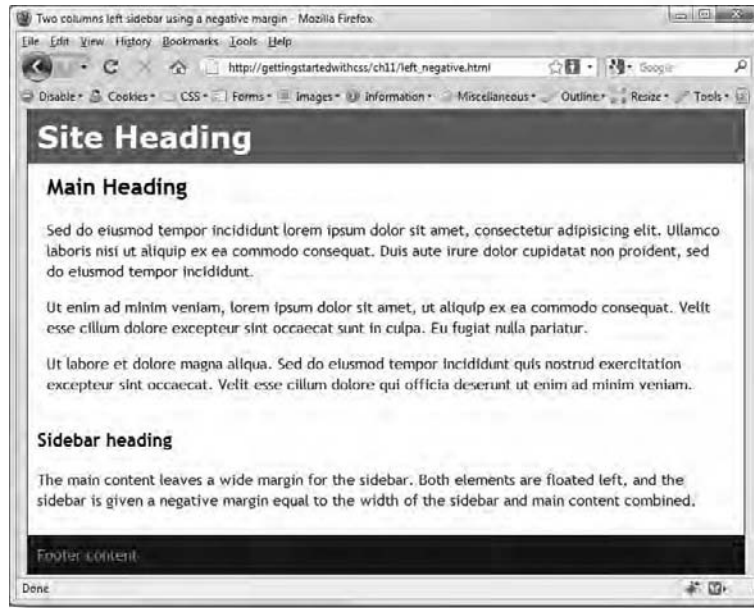 Two columns left sidebar using a negative margin - Mozilla Firefox
File Edit View History Bookmarks Tools Help
http://gettingstartedwithcss/ch11/left_negative.html Google
Disable Cookies CSS Forms Images Information Miscellaneous Outline Resize Tools
Site Heading
Main Heading
Sed do eiusmod tempor incididunt lorem ipsum dolor sit amet, consectetur adipisicing elit. Ullamco
laboris nisi ut aliquip ex ea commodo consequat. Duis aute irure dolor cupidatat non proident, sed
do eiusmod tempor incididunt.
Ut enim ad minim veniam, lorem ipsum dolor sit amet, ut aliquip ex ea commodo consequat. Velit
esse cillum dolore excepteur sint occaecat sunt in culpa. Eu fugiat nulla pariatur.
Ut labore et dolore magna aliqua. Sed do eiusmod tempor incididunt quis nostrud exercitation
excepteur sint occaecat. Velit esse cillum dolore qui officia deserunt ut enim ad minim veniam.
Sidebar heading
The main content leaves a wide margin for the sidebar. Both elements are floated left, and the
sidebar is given a negative margin equal to the width of the sidebar and main content combined.
Footer content
Done